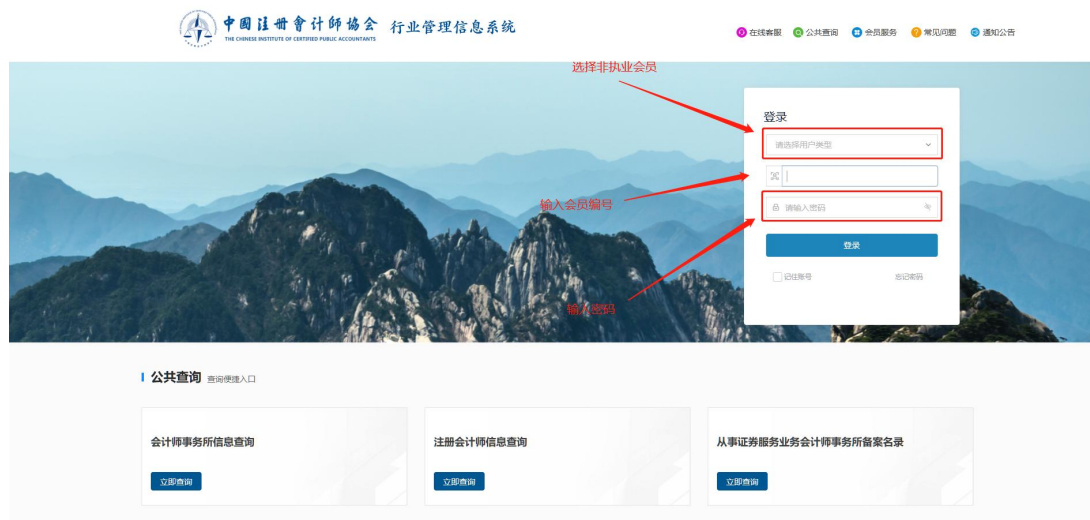 中國注册會计師協会 行业管理信息系统
THE CHINESE INSTITUTE OF CERTIFIED PUBLIC ACCOUNTANTS
在线客服 公共查询 会员服务 常见问题 通知公告
选择非执业会员
登录
请选择用户类型
输入会员编号
请输入密码
登录
记住账号 忘记密码
输入密码
公共查询 查询便捷入口
会计师事务所信息查询
立即查询
注册会计师信息查询
立即查询
从事证券服务业务会计师事务所备案名录
立即查询